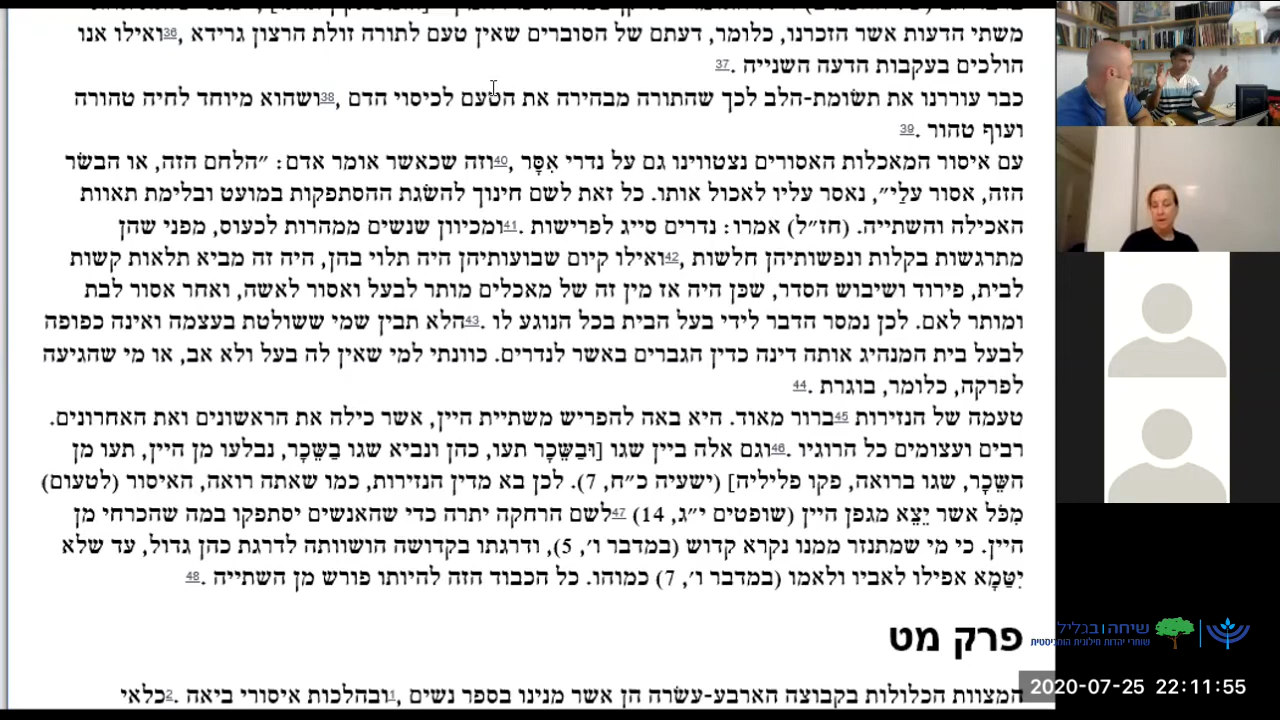 משתי הדעות אשר הזכרנו, כלומר, דעתם של הסוברים שאין טעם לתורה זולת הרצון גרידא ,36ואילו אנו
הולכים בעקבות הדעה השנייה .37
כבר עוררנו את תשומת-הלב לכך שהתורה מבהירה את הטעם לכיסוי הדם ,38ושהוא מיוחד לחיה טהורה
ועוף טהור .39
עם איסור המאכלות האסורים נצטווינו גם על נדרי אִסָּר ,40וזה שכאשר אומר אדם: ״הלחם הזה, או הבשׂר
הזה, אסור עלַי״, נאסר עליו לאכול אותו. כל זאת לשם חינוך להשׂגת ההסתפקות במועט ובלימת תאוות
האכילה והשתייה. (חז״ל) אמרו: נדרים סייג לפרישות .41ומכיוון שנשים ממהרות לכעוס, מפני שהן
מתרגשות בקלות ונפשותיהן חלשות ,42ואילו קיום שבועותיהן היה תלוי בהן, היה זה מביא תלאות קשות
לבית, פירוד ושיבוש הסדר, שכּן היה אז מין זה של מאכלים מותר לבעל ואסור לאשה, ואחר אסור לבת
ומותר לאם. לכן נמסר הדבר לידי בעל הבית בכל הנוגע לו .43הלא תבין שמי ששולטת בעצמה ואינה כפופה
לבעל בית המנהיג אותה דינה כדין הגברים באשר לנדרים. כוונתי למי שאין לה בעל ולא אב, או מי שהגיעה
לפרקה, כלומר, בוגרת .44
טעמה של הנזירות 45ברור מאוד. היא באה להפריש משתיית היין, אשר כילה את הראשונים ואת האחרונים.
רבים ועצומים כל הרוגיו .46וגם אלה ביין שגו [וּבַשֵּׁכָר תעו, כהן ונביא שגו בַשֵּׁכָר, נבלעו מן היין, תעו מן
השֵּׁכָר, שגו ברואה, פקו פליליה] (ישעיה כ״ח, 7). לכן בא מדין הנזירות, כמו שאתה רואה, האיסור (לטעום)
מִכֹּל אשר יֵצֵא מגפן היין (שופטים י״ג, 14) 47לשם הרחקה יתרה כדי שהאנשים יסתפקו במה שהכרחי מן
היין. כי מי שמתנזר ממנו נקרא קדוש (במדבר ו׳, 5), ודרגתו בקדושה הושוותה לדרגת כהן גדול, עד שלא
יִטַּמָּא אפילו לאביו ולאמו (במדבר ו׳, 7) כמוהו. כל הכבוד הזה להיותו פורש מן השתייה .48
פרק מט
המצוות הכלולות בקבוצה הארבע-עשׂרה הן אשר מנינו בספר נשים ,1ובהלכות איסורי ביאה .2כלאי
שיחה|בגליל
שוחרי יהדות חילונית הומניסטית
2020-07-25 22:11:55